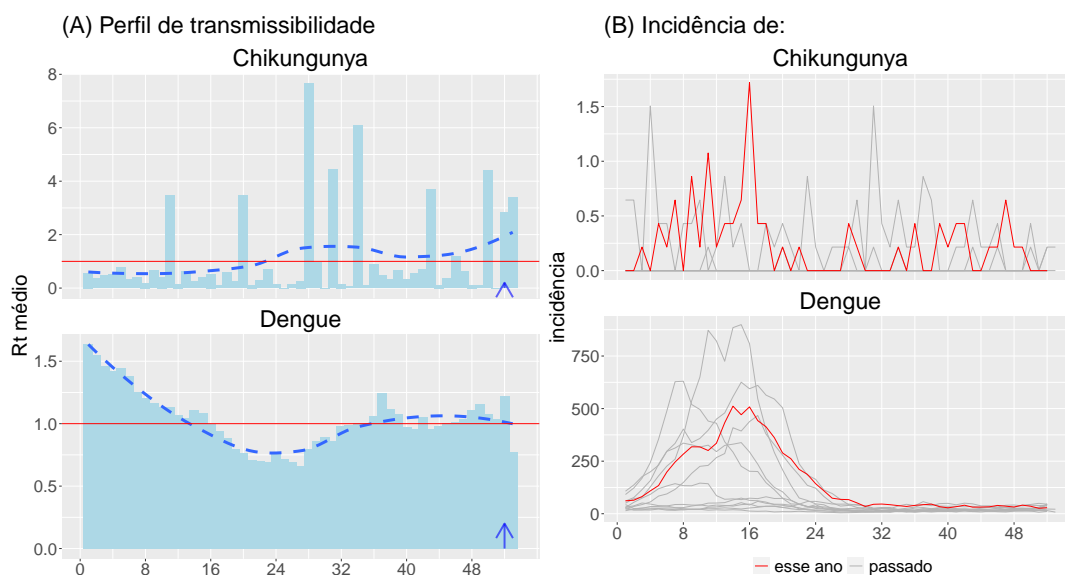 (A) Perfil de transmissibilidade
Chikungunya
8
6
4
2
0
Dengue
1.5
1.0
0.5
0.0
0 8 16 24 32 40 48
Rt médio
(B) Incidência de:
Chikungunya
1.5
1.0
0.5
0.0
Dengue
750
500
250
0
0 8 16 24 32 40 48
incidência
esse ano passado